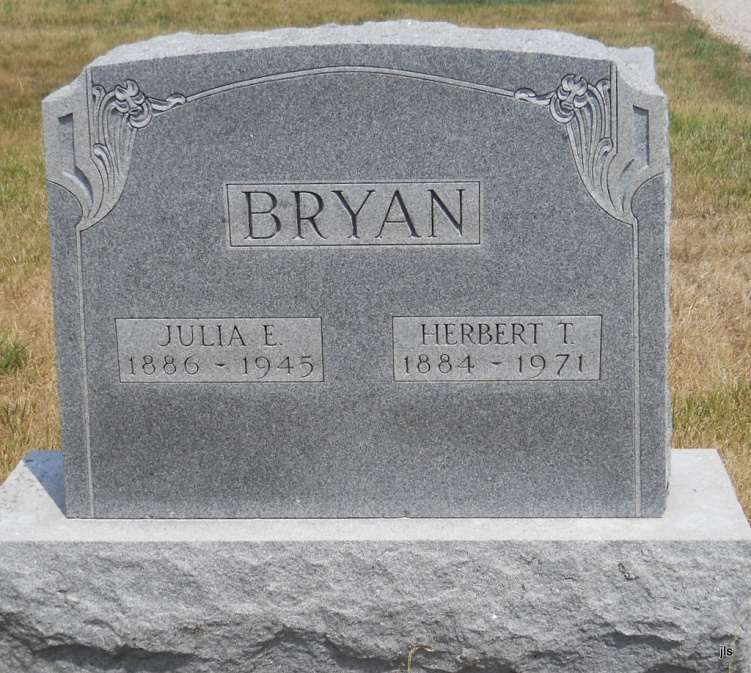 BRYAN
JULIA E.
1886 - 1945
HERBERT T.
1884 - 1971
jls